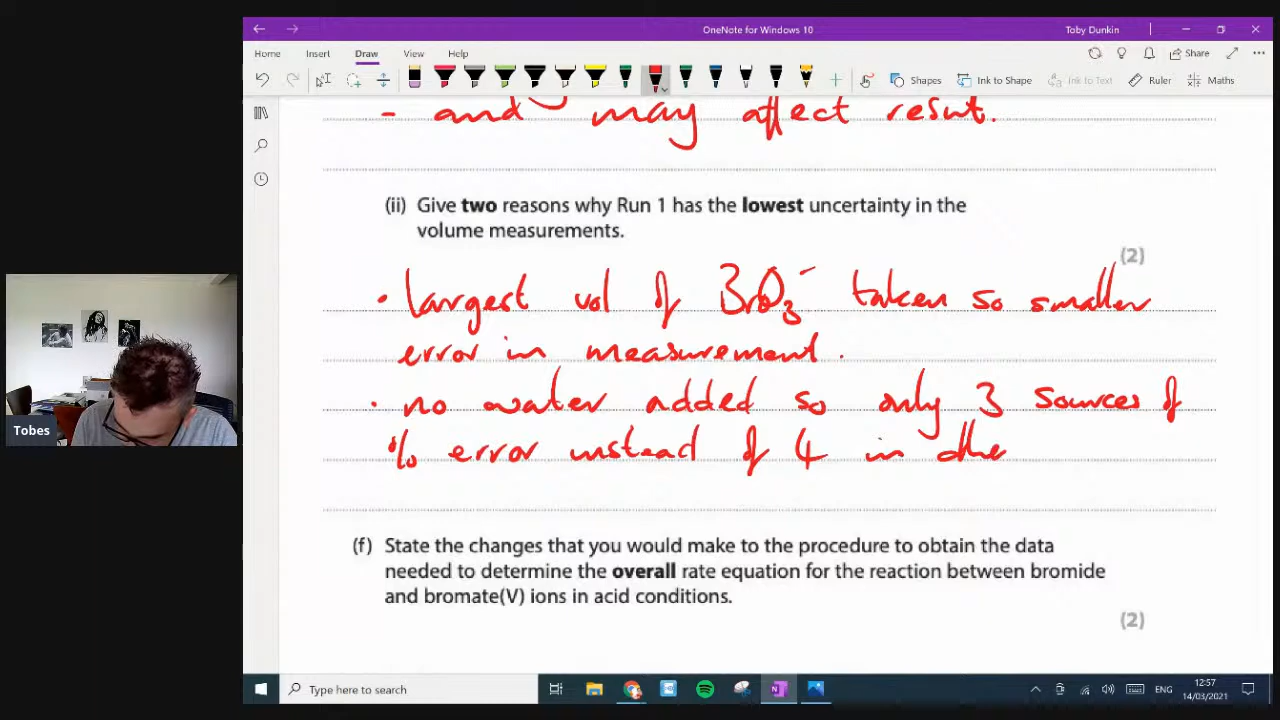 OneNote for Windows 10
Toby Dunkin
Home Insert Draw View Help
Share
Shapes Ink to Shape Ink to Text Ruler Maths
- and may affect result.
(ii) Give two reasons why Run 1 has the lowest uncertainty in the
volume measurements.
(2)
• largest vol of BrO3- taken so smaller
error in measurement.
• no water added so only 3 sources of
% error instead of 4 in othe
(f) State the changes that you would make to the procedure to obtain the data
needed to determine the overall rate equation for the reaction between bromide
and bromate(V) ions in acid conditions.
(2)
Tobes
Type here to search
ENG
12:57
14/03/2021